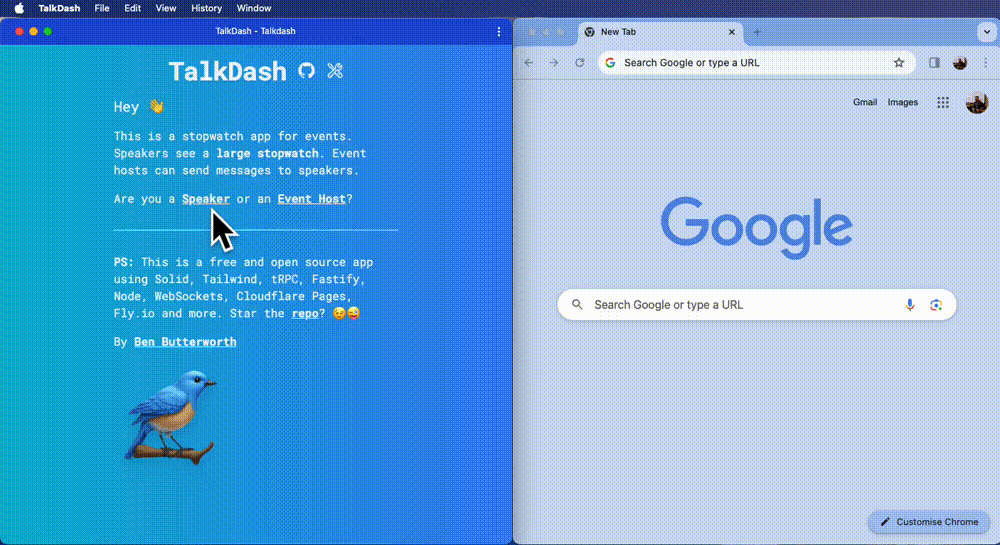 TalkDash File Edit View History Window
TalkDash - Talkdash
TalkDash
Hey 👋
This is a stopwatch app for events.
Speakers see a large stopwatch. Event
hosts can send messages to speakers.
Are you a Speaker or an Event Host?
PS: This is a free and open source app
using Solid, Tailwind, tRPC, Fastify,
Node, WebSockets, Cloudflare Pages,
Fly.io and more. Star the repo? 😉😜
By Ben Butterworth
New Tab
Search Google or type a URL
Gmail Images
Google
Search Google or type a URL
Customise Chrome